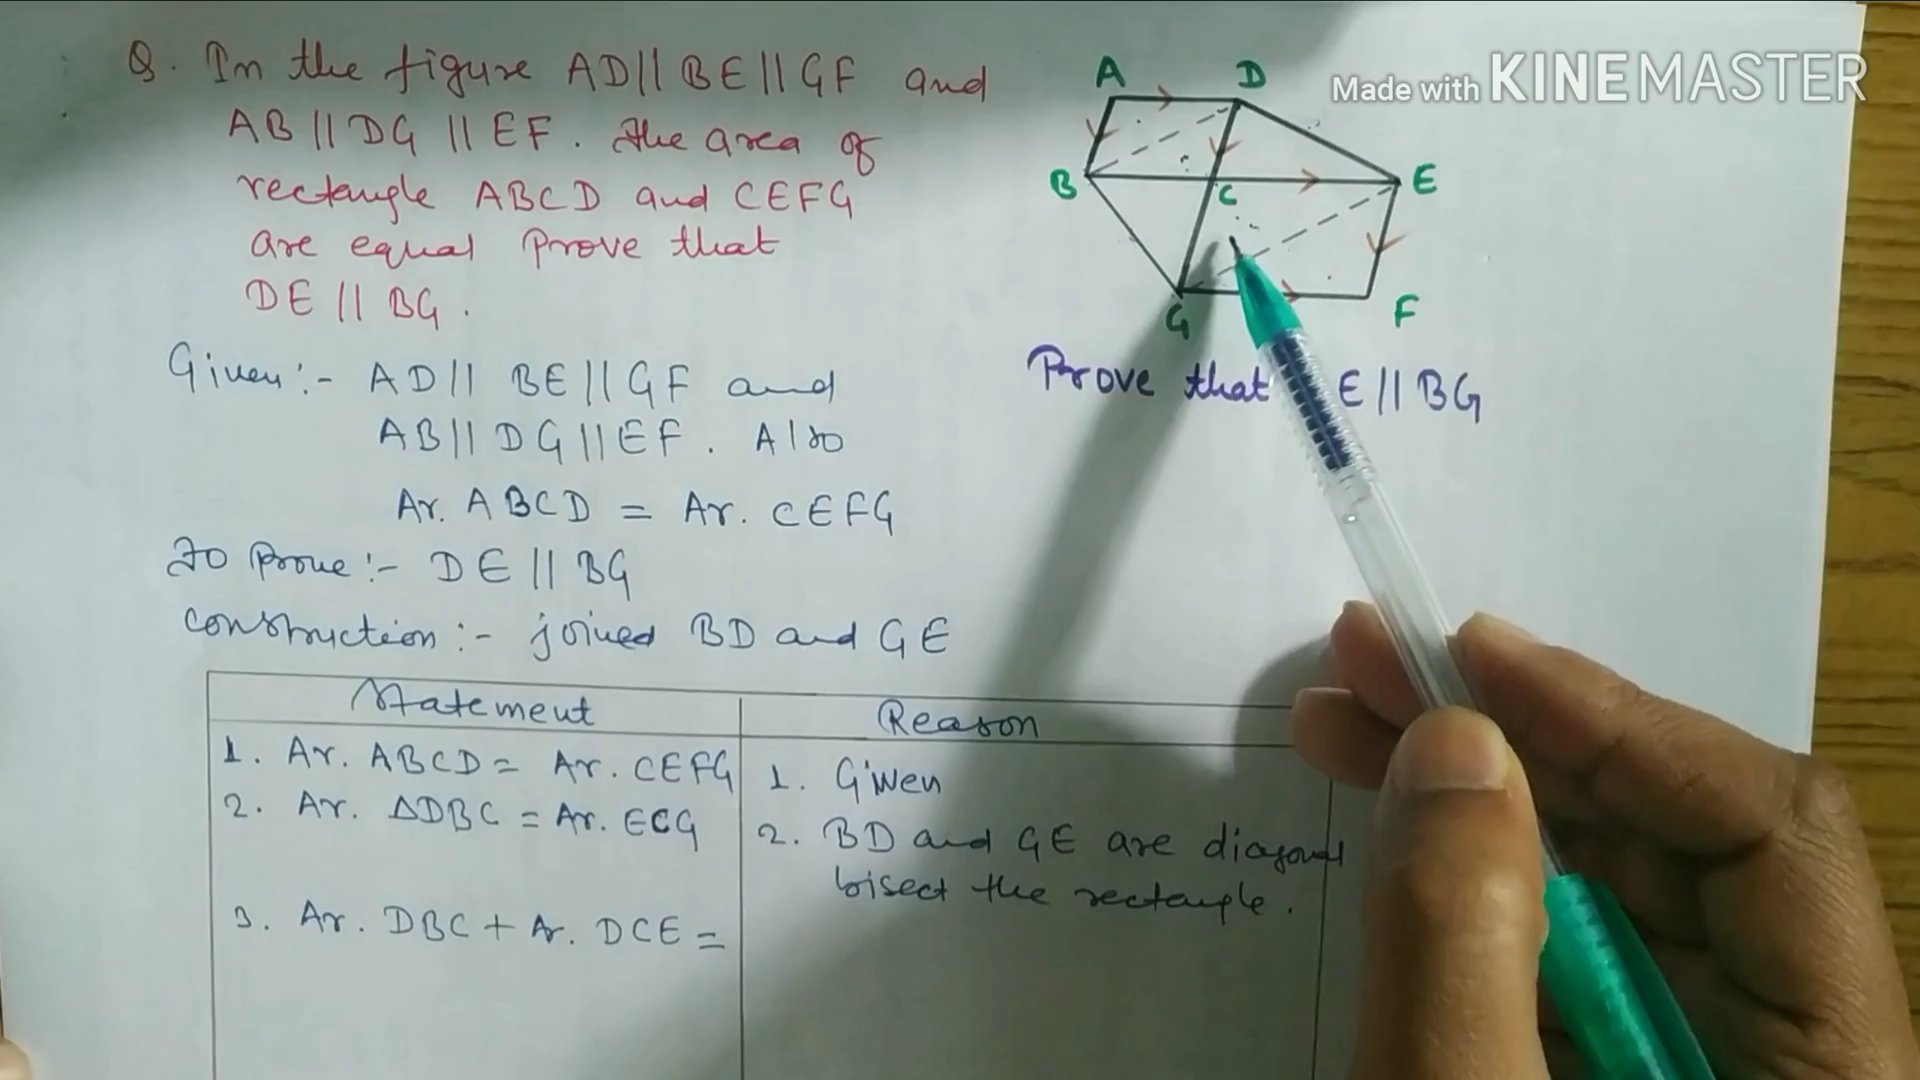 Q. In the figure AD || BE || GF and
AB || DG || EF. The area of
rectangle ABCD and CEFG
are equal Prove that
DE || BG.
A D
B C E
G F
Made with KINEMASTER
Prove that E || BG
Given :- AD || BE || GF and
AB || DG || EF. Also
Ar. ABCD = Ar. CEFG
To prove :- DE || BG
Construction :- joined BD and GE
Statement Reason
1. Ar. ABCD = Ar. CEFG 1. Given
2. Ar. ΔDBC = Ar. ECG 2. BD and GE are diagonal
bisect the rectangle.
3. Ar. DBC + Ar. DCE =